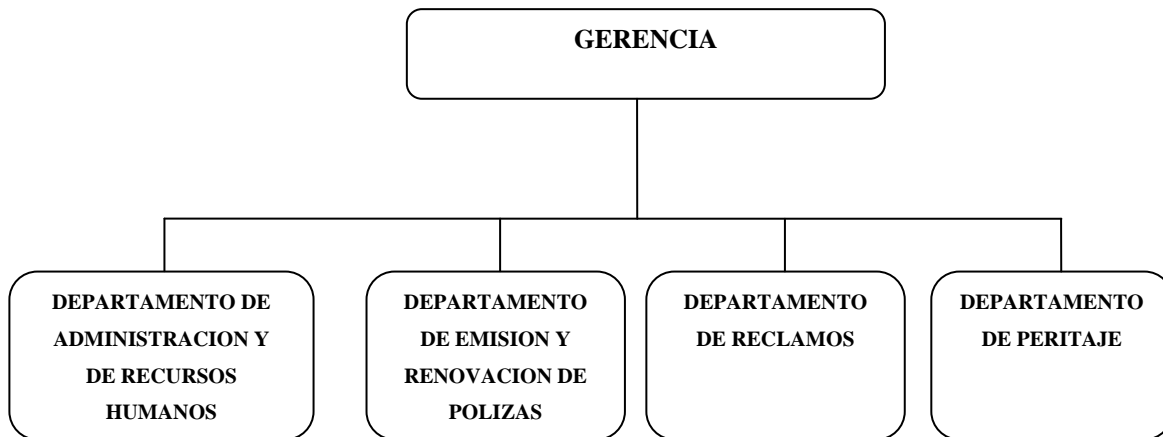 GERENCIA
DEPARTAMENTO DE
ADMINISTRACION Y
DE RECURSOS
HUMANOS
DEPARTAMENTO
DE EMISION Y
RENOVACION DE
POLIZAS
DEPARTAMENTO
DE RECLAMOS
DEPARTAMENTO
DE PERITAJE